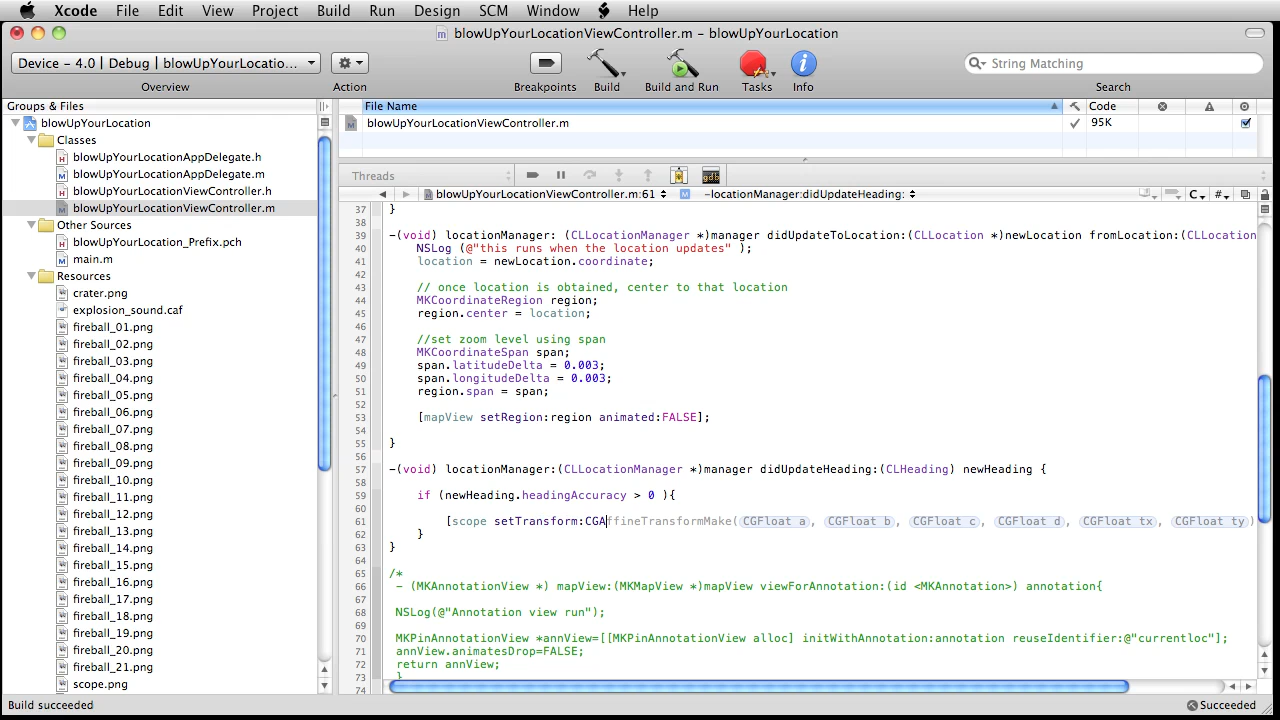 Xcode File Edit View Project Build Run Design SCM Window Help
blowUpYourLocationViewController.m – blowUpYourLocation
Device - 4.0 | Debug | blowUpYourLocatio...
String Matching
Overview Action Breakpoints Build Build and Run Tasks Info Search
Groups & Files
blowUpYourLocation
Classes
blowUpYourLocationAppDelegate.h
blowUpYourLocationAppDelegate.m
blowUpYourLocationViewController.h
blowUpYourLocationViewController.m
Other Sources
blowUpYourLocation_Prefix.pch
main.m
Resources
crater.png
explosion_sound.caf
fireball_01.png
fireball_02.png
fireball_03.png
fireball_04.png
fireball_05.png
fireball_06.png
fireball_07.png
fireball_08.png
fireball_09.png
fireball_10.png
fireball_11.png
fireball_12.png
fireball_13.png
fireball_14.png
fireball_15.png
fireball_16.png
fireball_17.png
fireball_18.png
fireball_19.png
fireball_20.png
fireball_21.png
scope.png
File Name Code
blowUpYourLocationViewController.m 95K
Threads
blowUpYourLocationViewController.m:61 -locationManager:didUpdateHeading: C #
37 }
38
39 -(void) locationManager: (CLLocationManager *)manager didUpdateToLocation:(CLLocation *)newLocation fromLocation:(CLLocation
40 NSLog (@"this runs when the location updates" );
41 location = newLocation.coordinate;
42
43 // once location is obtained, center to that location
44 MKCoordinateRegion region;
45 region.center = location;
46
47 //set zoom level using span
48 MKCoordinateSpan span;
49 span.latitudeDelta = 0.003;
50 span.longitudeDelta = 0.003;
51 region.span = span;
52
53 [mapView setRegion:region animated:FALSE];
54
55 }
56
57 -(void) locationManager:(CLLocationManager *)manager didUpdateHeading:(CLHeading) newHeading {
58
59 if (newHeading.headingAccuracy > 0 ){
60
61 [scope setTransform:CGAffineTransformMake(CGFloat a, CGFloat b, CGFloat c, CGFloat d, CGFloat tx, CGFloat ty)
62 }
63 }
64
65 /*
66 - (MKAnnotationView *) mapView:(MKMapView *)mapView viewForAnnotation:(id <MKAnnotation>) annotation{
67
68 NSLog(@"Annotation view run");
69
70 MKPinAnnotationView *annView=[[MKPinAnnotationView alloc] initWithAnnotation:annotation reuseIdentifier:@"currentloc"];
71 annView.animatesDrop=FALSE;
72 return annView;
73 }
74
Build succeeded Succeeded